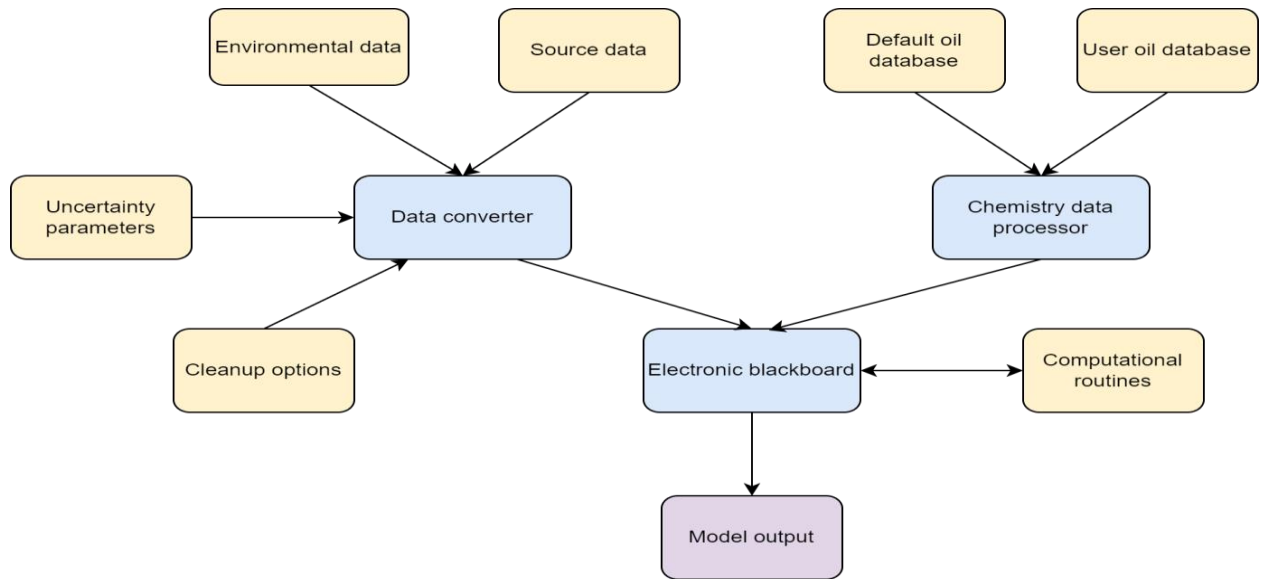 Environmental data
Source data
Default oil
database
User oil database
Uncertainty
parameters
Data converter
Chemistry data
processor
Cleanup options
Electronic blackboard
Computational
routines
Model output